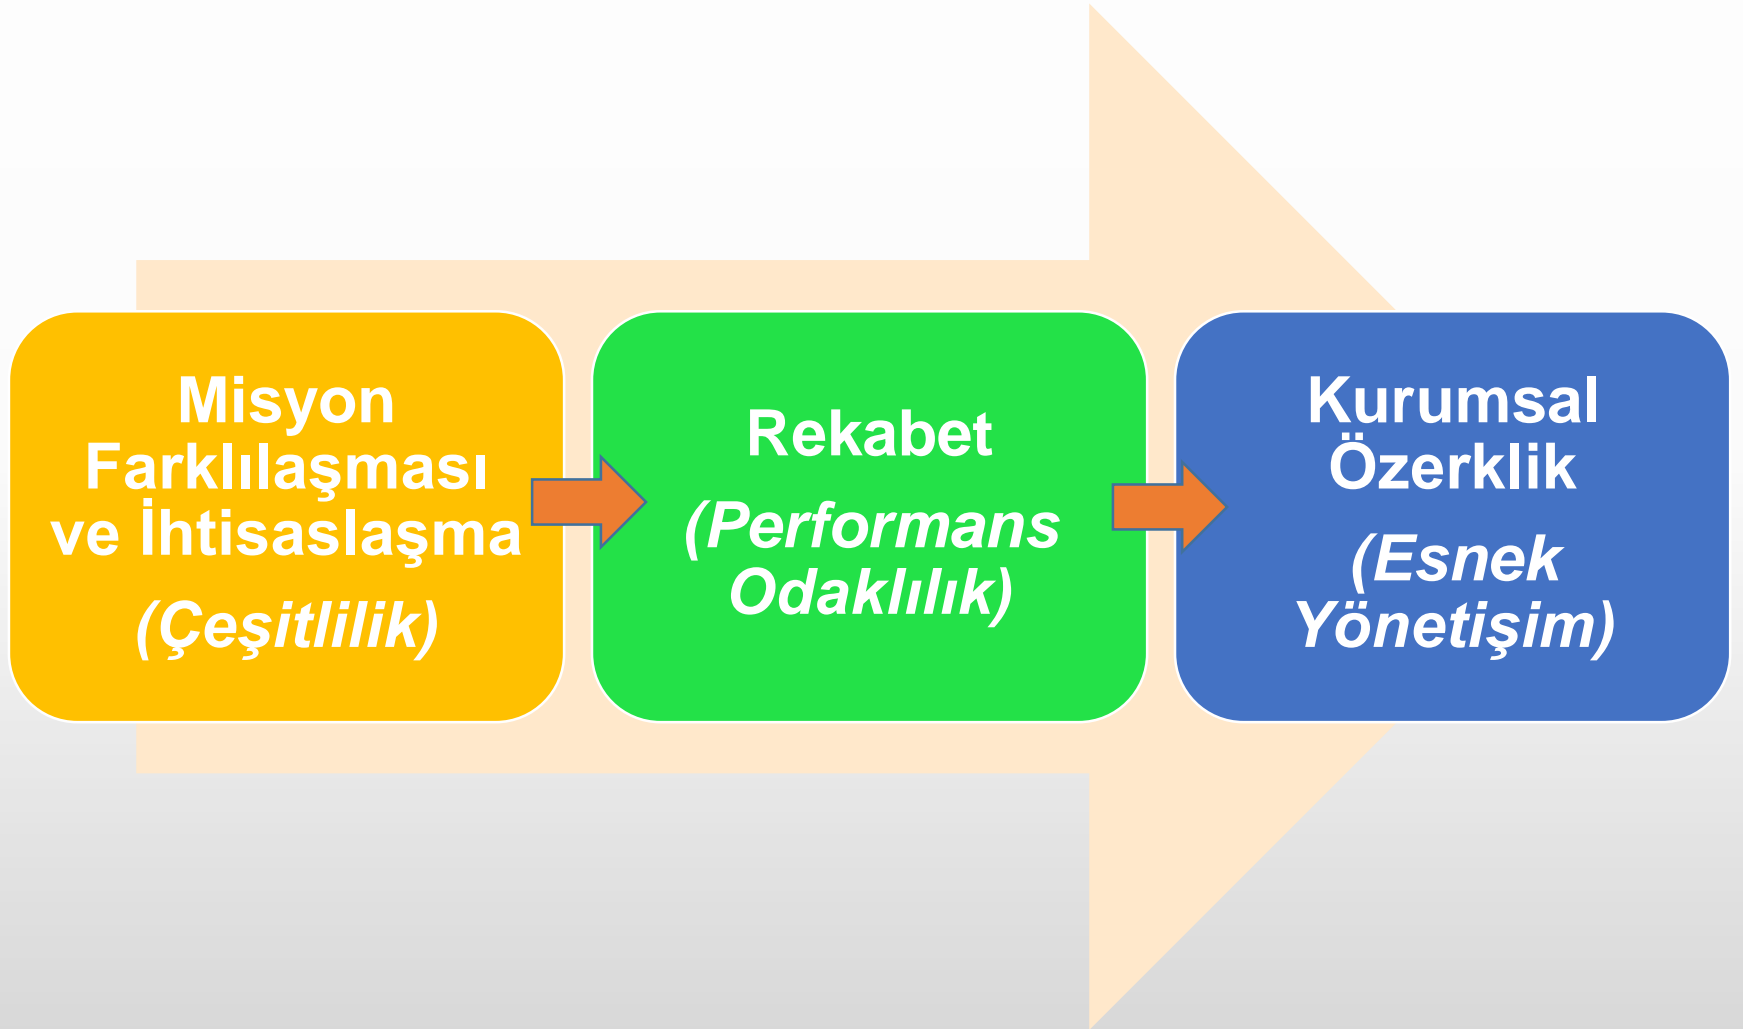 Misyon
Farklılaşması
ve İhtisaslaşma
(Çeşitlilik)
Rekabet
(Performans
Odaklılık)
Kurumsal
Özerklik
(Esnek
Yönetişim)